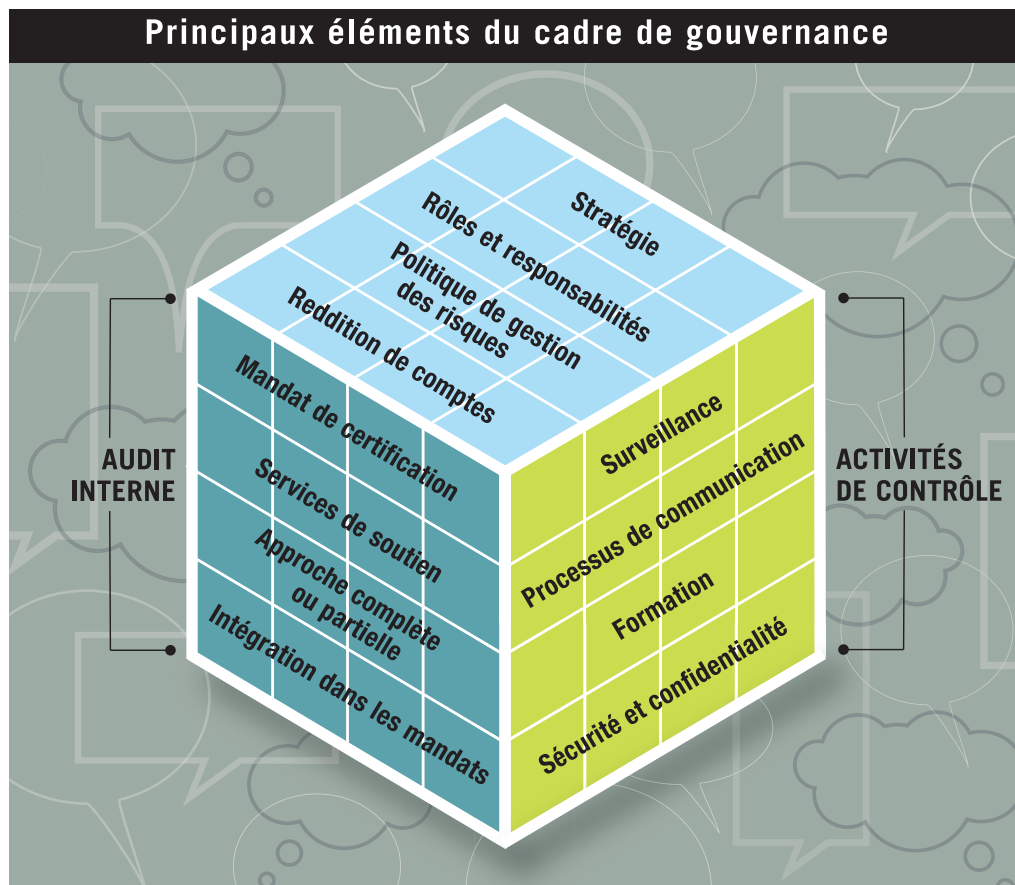 Principaux éléments du cadre de gouvernance
Stratégie
Rôles et responsabilités
Politique de gestion
des risques
Reddition de comptes
AUDIT
INTERNE
Mandat de certification
Services de soutien
Approche complète
ou partielle
Intégration dans les mandats
Surveillance
Processus de communication
Formation
Sécurité et confidentialité
ACTIVITÉS
DE CONTRÔLE